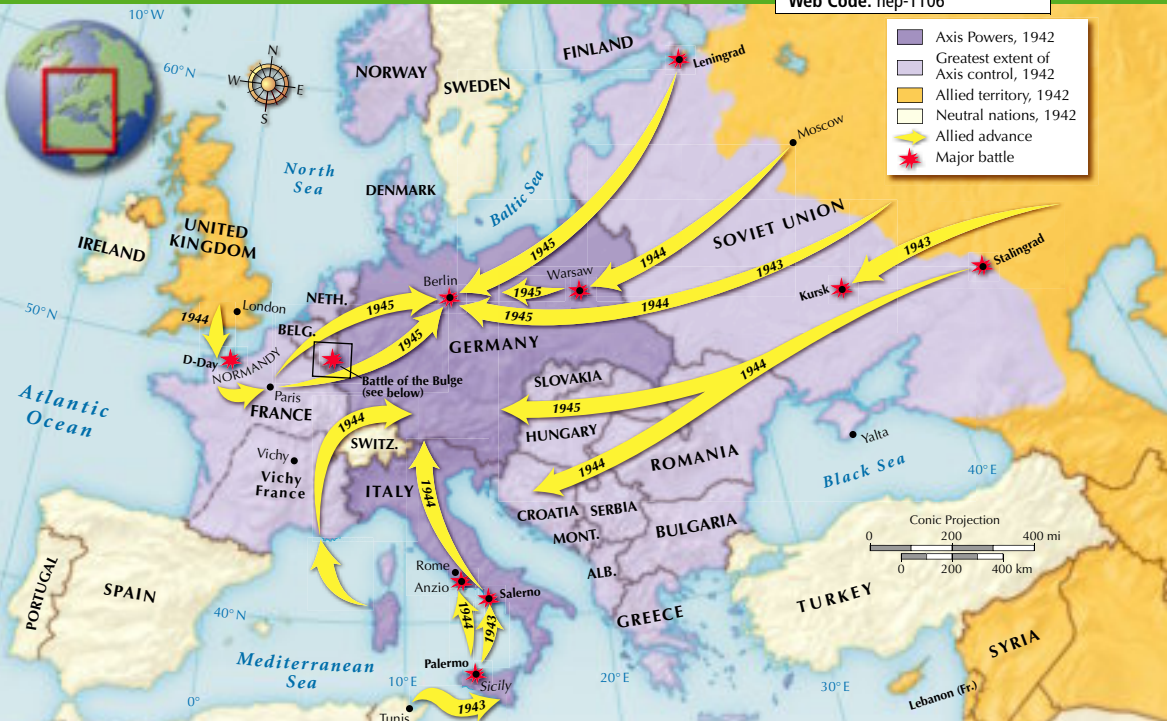 Web Code: nep-1106
Axis Powers, 1942
Greatest extent of
Axis control, 1942
Allied territory, 1942
Neutral nations, 1942
Allied advance
Major battle
10°W
60°N
N
W
E
S
NORWAY
SWEDEN
FINLAND
Leningrad
Moscow
North
Sea
DENMARK
Baltic Sea
IRELAND
UNITED
KINGDOM
SOVIET UNION
1945
1944
1943
1943
Stalingrad
Kursk
50°N
1944
London
NETH.
BELG.
1945
Berlin
Warsaw
1945
1945
1944
D-Day
NORMANDY
1945
GERMANY
Battle of the Bulge
(see below)
Paris
FRANCE
Atlantic
Ocean
SLOVAKIA
1944
1945
1944
SWITZ.
HUNGARY
Yalta
Black Sea
40°E
Vichy
Vichy
France
ITALY
1944
1944
ROMANIA
CROATIA
SERBIA
MONT.
BULGARIA
Conic Projection
0
200
400 mi
0
200
400 km
Rome
Anzio
Salerno
ALB.
GREECE
TURKEY
PORTUGAL
SPAIN
40°N
1944
1943
Mediterranean
Sea
Palermo
Sicily
SYRIA
Lebanon (Fr.)
0°
10°E
20°E
30°E
Tunis
1943